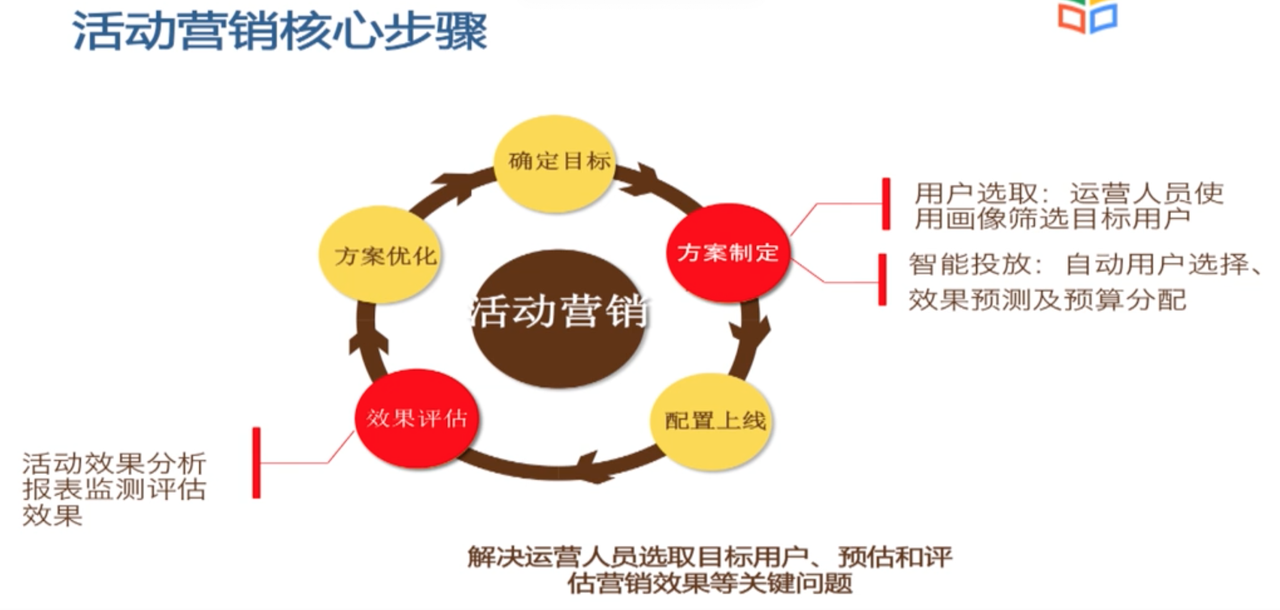 活动营销核心步骤
确定目标
方案制定
用户选取：运营人员使
用画像筛选目标用户
智能投放：自动用户选择、
效果预测及预算分配
方案优化
活动营销
效果评估
配置上线
活动效果分析
报表监测评估
效果
解决运营人员选取目标用户、预估和评
估营销效果等关键问题